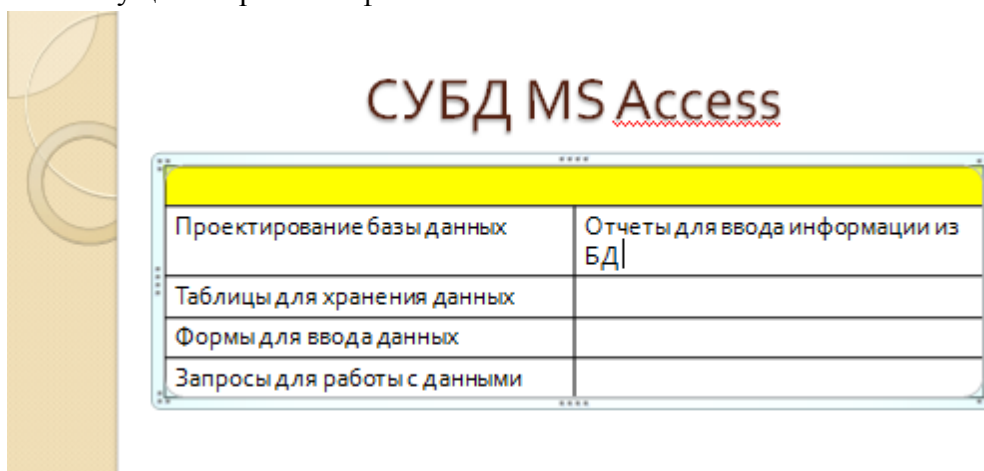 СУБД MS Access
Проектирование базы данных
Отчеты для ввода информации из
БД
Таблицы для хранения данных
Формы для ввода данных
Запросы для работы с данными